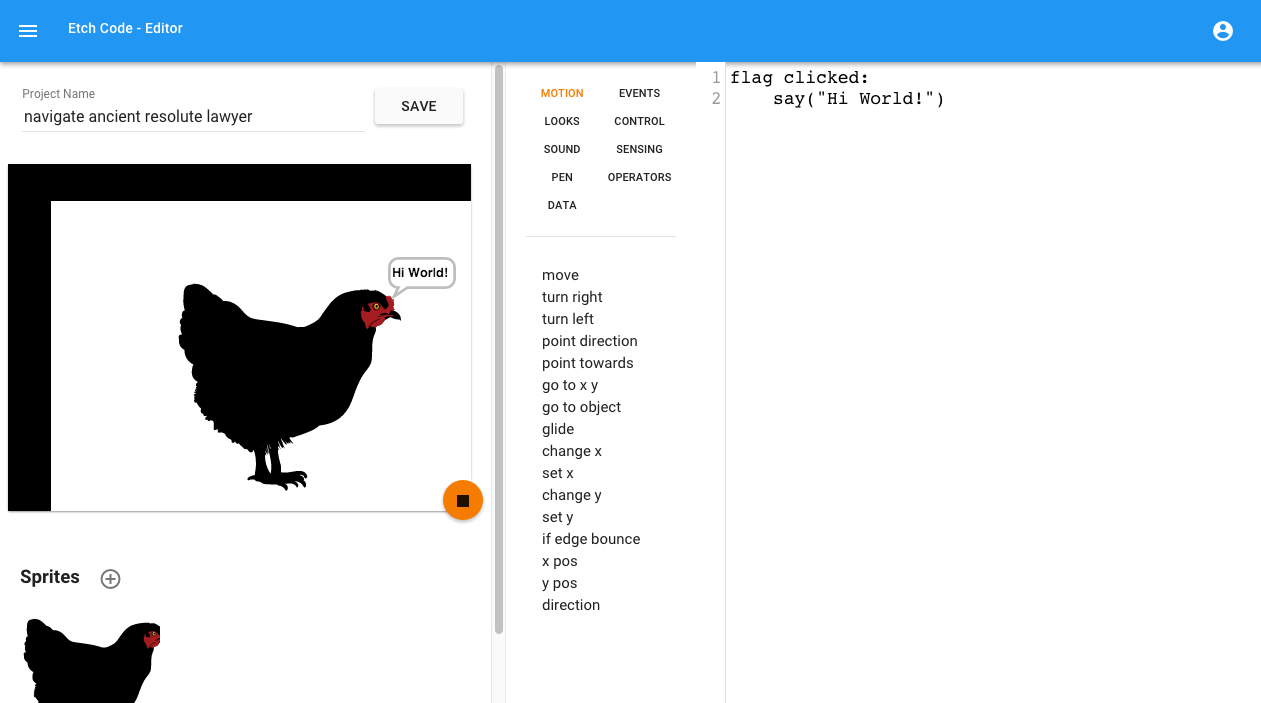 Etch Code - Editor
Project Name
navigate ancient resolute lawyer
SAVE
Hi World!
Sprites
MOTION EVENTS
LOOKS CONTROL
SOUND SENSING
PEN OPERATORS
DATA
move
turn right
turn left
point direction
point towards
go to x y
go to object
glide
change x
set x
change y
set y
if edge bounce
x pos
y pos
direction
1 flag clicked:
2 say("Hi World!")